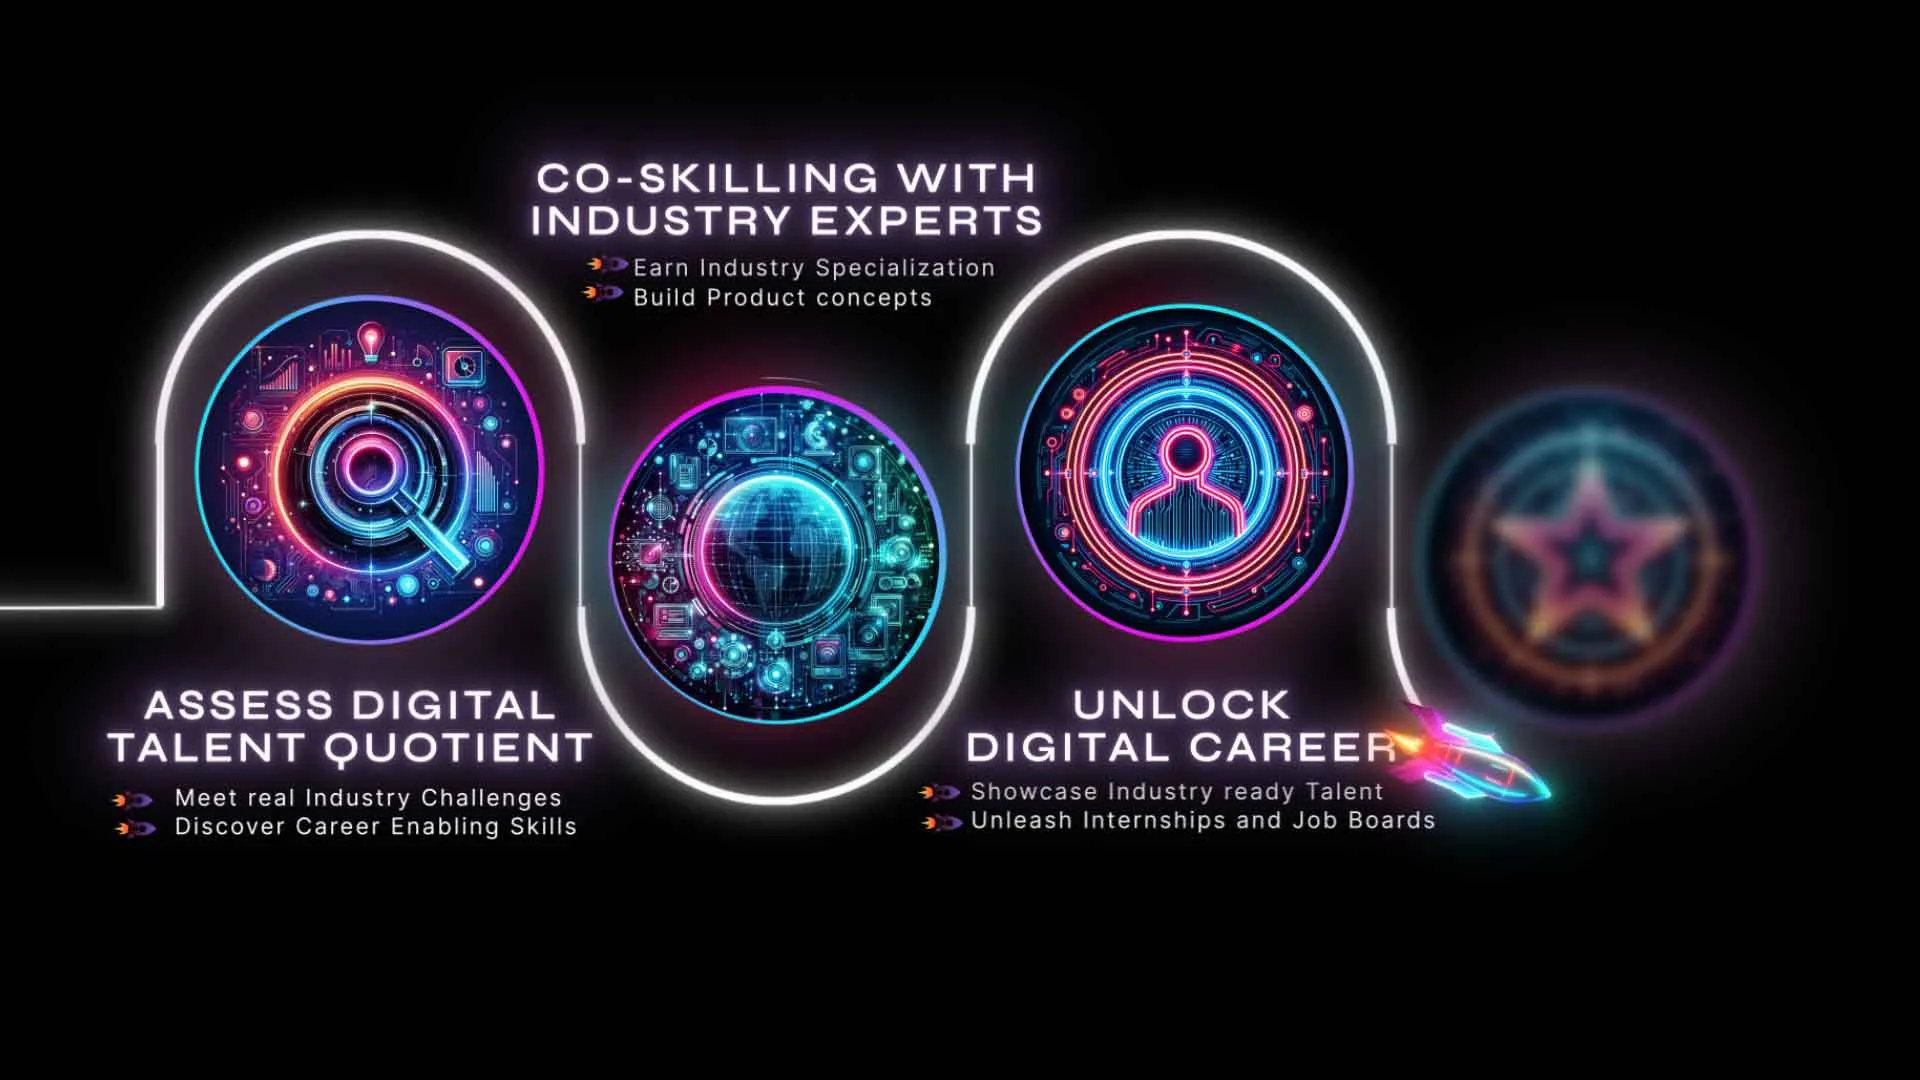 CO-SKILLING WITH
INDUSTRY EXPERTS
Earn Industry Specialization
Build Product concepts
ASSESS DIGITAL
TALENT QUOTIENT
Meet real Industry Challenges
Discover Career Enabling Skills
UNLOCK
DIGITAL CAREER
Showcase Industry ready Talent
Unleash Internships and Job Boards